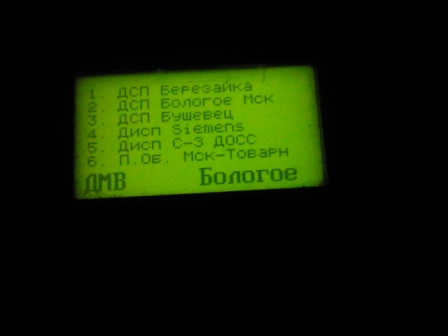 1. ДСП Березайка
2. ДСП Бологое Мск
3. ДСП Бушевец
4. Дисп Siemens
5. Дисп С-З ДОСС
6. П.Об. Мск-Товарн
ДМВ Бологое